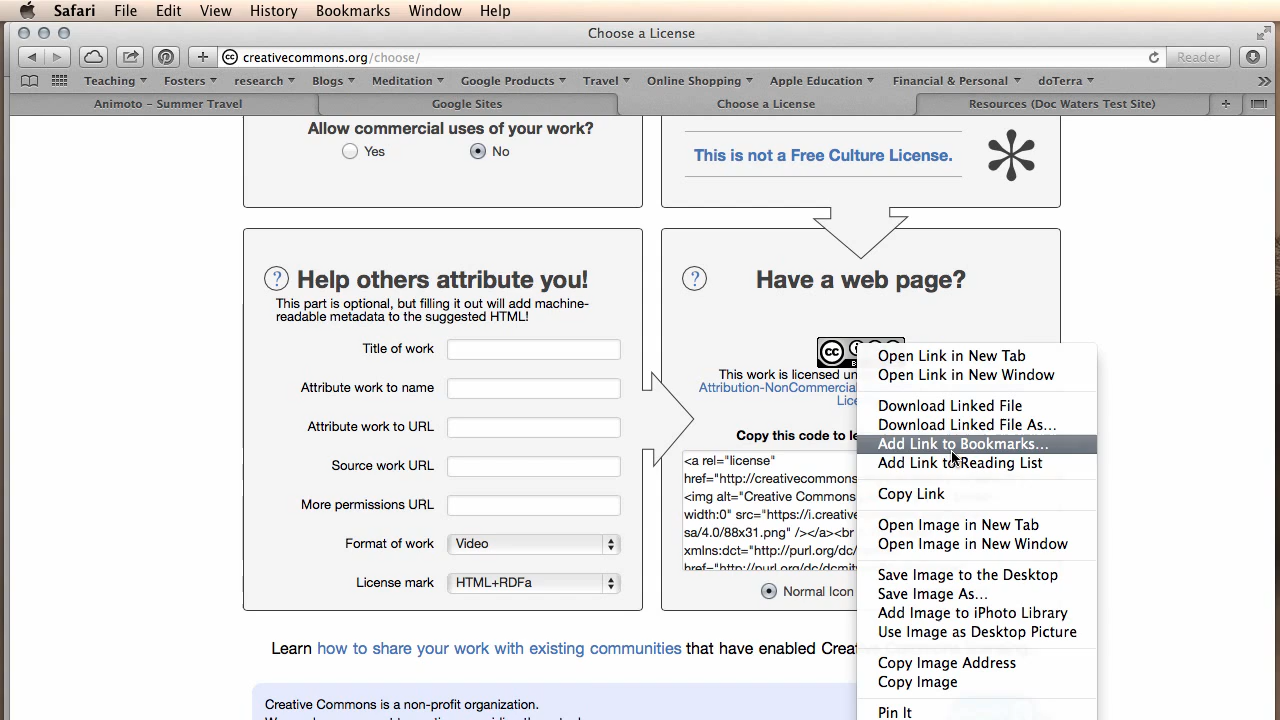 Safari File Edit View History Bookmarks Window Help
Choose a License
creativecommons.org/choose/
Reader
Teaching Fosters research Blogs Meditation Google Products Travel Online Shopping Apple Education Financial & Personal doTerra
Animoto – Summer Travel Google Sites Choose a License Resources (Doc Waters Test Site)
Allow commercial uses of your work?
Yes No
This is not a Free Culture License.
? Help others attribute you!
This part is optional, but filling it out will add machine-
readable metadata to the suggested HTML!
Title of work
Attribute work to name
Attribute work to URL
Source work URL
More permissions URL
Format of work Video
License mark HTML+RDFa
? Have a web page?
cc
This work is licensed
Attribution-NonCommercial
Copy this code to
<a rel="license"
href="http://creativecommons
<img alt="Creative Commons
width:0" src="https://i.creative
sa/4.0/88x31.png" /></a><br
xmlns:dct="http://purl.org/dc/
href="http://purl.org/dc/dcmit
Normal Icon
Open Link in New Tab
Open Link in New Window
Download Linked File
Download Linked File As...
Add Link to Bookmarks...
Add Link to Reading List
Copy Link
Open Image in New Tab
Open Image in New Window
Save Image to the Desktop
Save Image As...
Add Image to iPhoto Library
Use Image as Desktop Picture
Copy Image Address
Copy Image
Pin It
Learn how to share your work with existing communities that have enabled
Creative Commons is a non-profit organization.